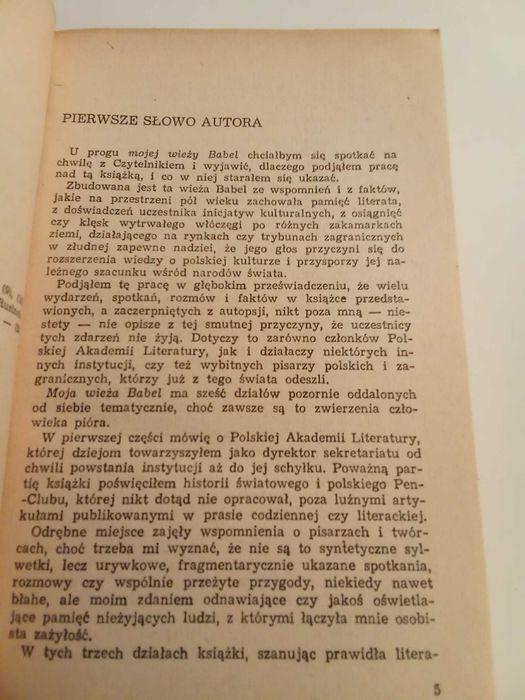 PIERWSZE SŁOWO AUTORA
U progu mojej wieży Babel chciałbym się spotkać na
chwilę z Czytelnikiem i wyjawić, dlaczego podjąłem pracę
nad tą książką, i co w niej starałem się ukazać.
Zbudowana jest ta wieża Babel ze wspomnień i z faktów,
jakie na przestrzeni pół wieku zachowała pamięć literata,
z doświadczeń uczestnika inicjatyw kulturalnych, z osiągnięć
czy klęsk wytrwałego włóczęgi po różnych zakamarkach
ziemi, działającego na rynkach czy trybunach zagranicznych
w złudnej zapewne nadziei, że jego głos przyczyni się do
rozszerzenia wiedzy o polskiej kulturze i przysporzy jej na-
leżnego szacunku wśród narodów świata.
Podjąłem tę pracę w głębokim przeświadczeniu, że wielu
wydarzeń, spotkań, rozmów i faktów w książce przedsta-
wionych, a zaczerpniętych z autopsji, nikt poza mną — nie-
stety — nie opisze z tej smutnej przyczyny, że uczestnicy
tych zdarzeń nie żyją. Dotyczy to zarówno członków Pol-
skiej Akademii Literatury, jak i działaczy niektórych in-
nych instytucji, czy też wybitnych pisarzy polskich i za-
granicznych, którzy już z tego świata odeszli.
Moja wieża Babel ma sześć działów pozornie oddalonych
od siebie tematycznie, choć zawsze są to zwierzenia czło-
wieka pióra.
W pierwszej części mówię o Polskiej Akademii Literatury,
której dziejom towarzyszyłem jako dyrektor sekretariatu od
chwili powstania instytucji aż do jej schyłku. Poważną par-
tię książki poświęciłem historii światowego i polskiego Pen-
-Clubu, której nikt dotąd nie opracował, poza luźnymi arty-
kułami publikowanymi w prasie codziennej czy literackiej.
Odrębne miejsce zajęły wspomnienia o pisarzach i twór-
cach, choć trzeba mi wyznać, że nie są to syntetyczne syl-
wetki, lecz urywkowe, fragmentarycznie ukazane spotkania,
rozmowy czy wspólnie przeżyte przygody, niekiedy nawet
błahe, ale moim zdaniem odnawiające czy jakoś oświetla-
jące pamięć nieżyjących ludzi, z którymi łączyła mnie osobi-
sta zażyłość.
W tych trzech działach książki, szanując prawidła litera-
5